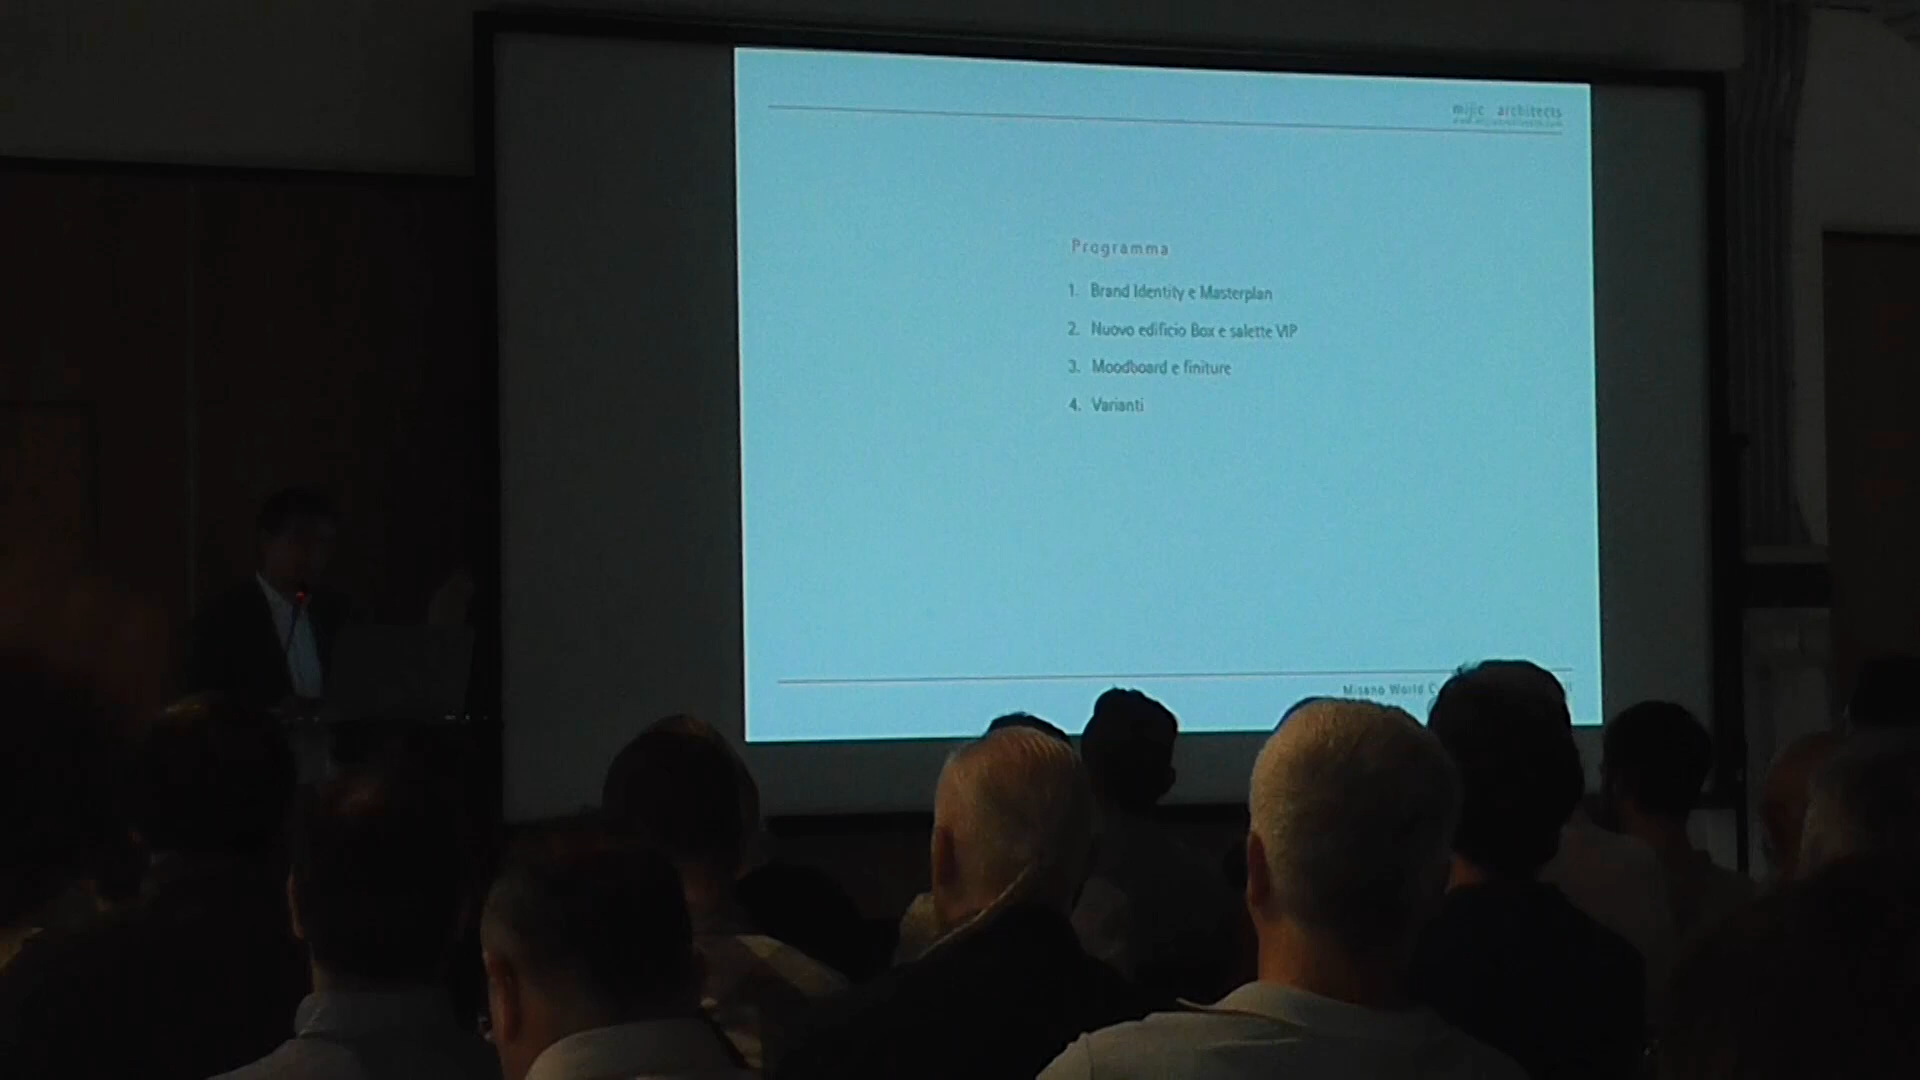 mijic architects
Programma
1. Brand Identity e Masterplan
2. Nuovo edificio Box e salette VIP
3. Moodboard e finiture
4. Varianti
Misano World C